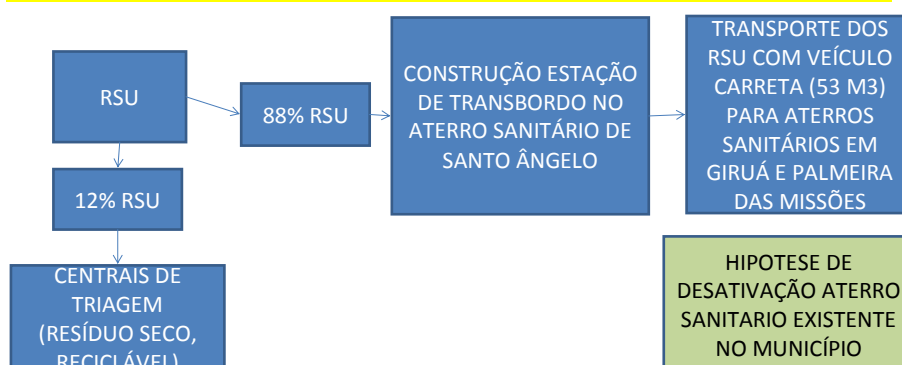 RSU
88% RSU
CONSTRUÇÃO ESTAÇÃO
DE TRANSBORDO NO
ATERRO SANITÁRIO DE
SANTO ÂNGELO
TRANSPORTE DOS
RSU COM VEÍCULO
CARRETA (53 M3)
PARA ATERROS
SANITÁRIOS EM
GIRUÁ E PALMEIRA
DAS MISSÕES
12% RSU
CENTRAIS DE
TRIAGEM
(RESÍDUO SECO,
RECICLÁVEL)
HIPOTESE DE
DESATIVAÇÃO ATERRO
SANITARIO EXISTENTE
NO MUNICÍPIO